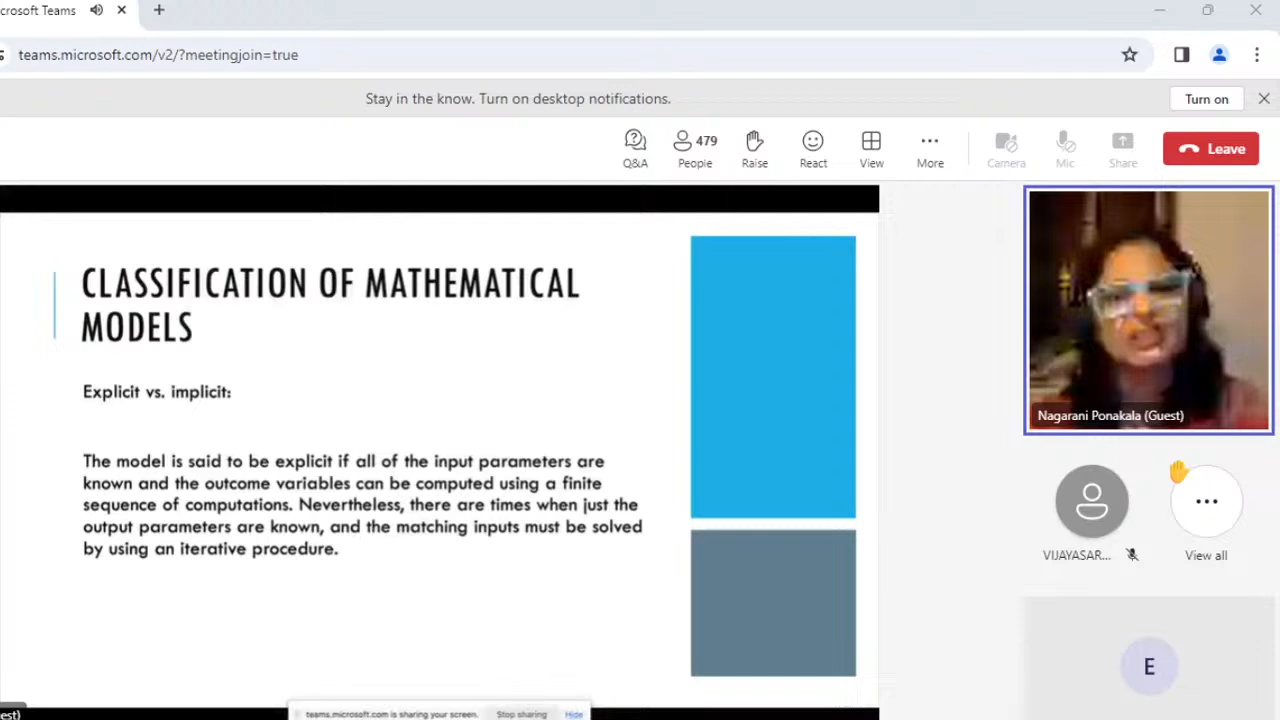 crosoft Teams
teams.microsoft.com/v2/?meetingjoin=true
Stay in the know. Turn on desktop notifications.
Turn on
479
Q&A
People
Raise
React
View
More
Camera
Mic
Share
Leave
CLASSIFICATION OF MATHEMATICAL
MODELS
Explicit vs. implicit:
The model is said to be explicit if all of the input parameters are
known and the outcome variables can be computed using a finite
sequence of computations. Nevertheless, there are times when just the
output parameters are known, and the matching inputs must be solved
by using an iterative procedure.
Nagarani Ponakala (Guest)
VIJAYASAR...
View all
E
est)
teams.microsoft.com is sharing your screen.
Stop sharing
Hide